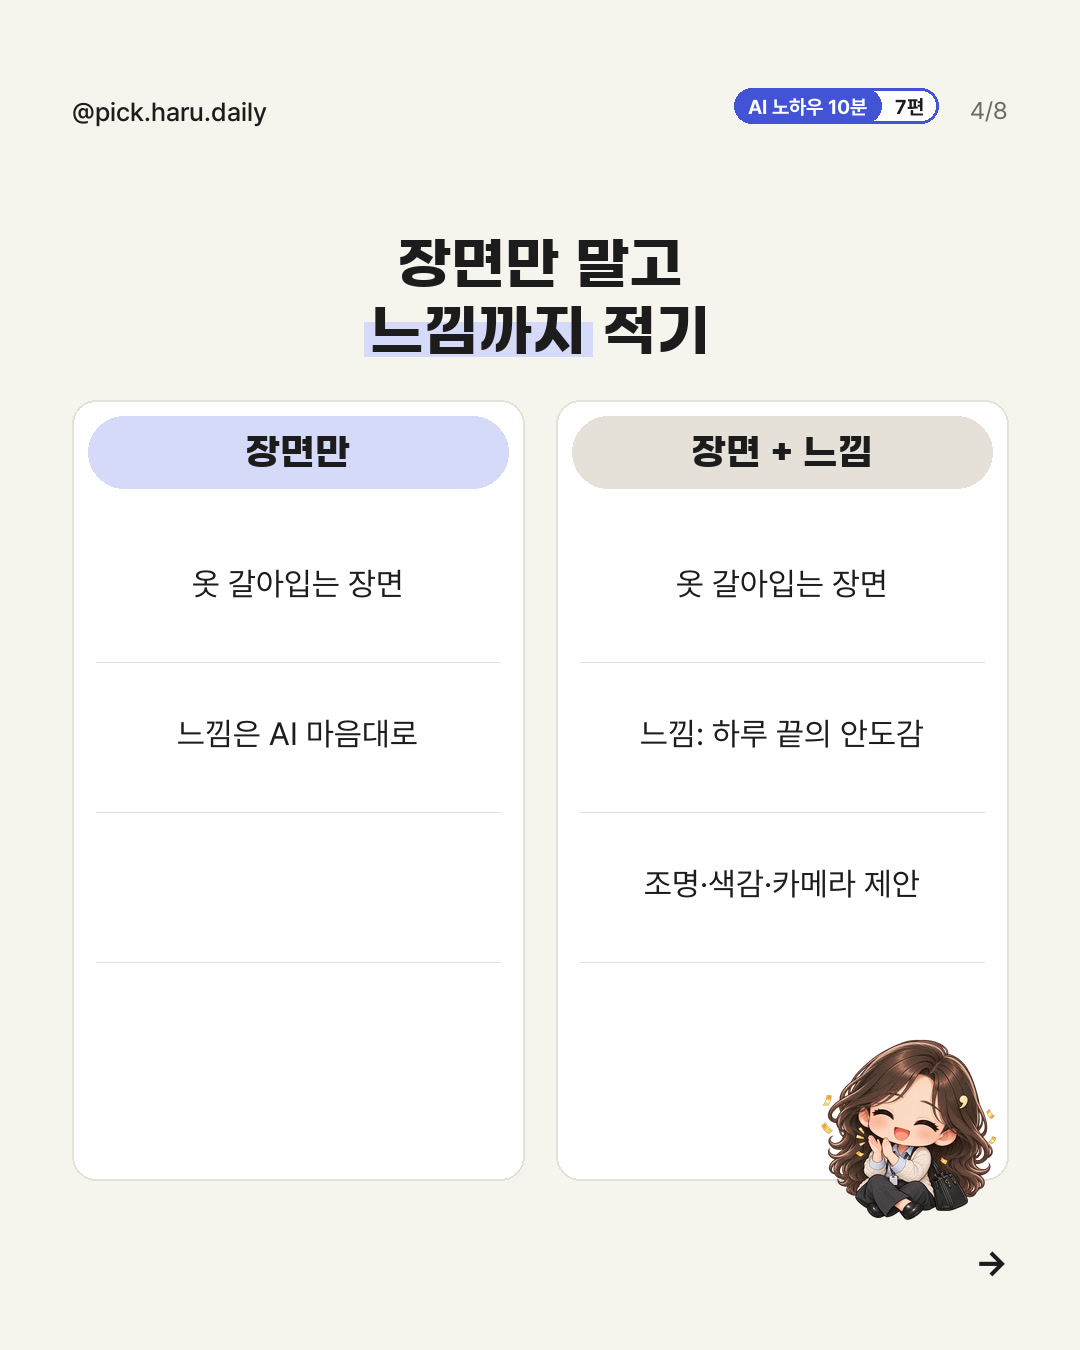 @pick.haru.daily
AI 노하우 10분 7편 4/8
장면만 말고
느낌까지 적기
장면만
옷 갈아입는 장면
느낌은 AI 마음대로
장면 + 느낌
옷 갈아입는 장면
느낌: 하루 끝의 안도감
조명·색감·카메라 제안
→